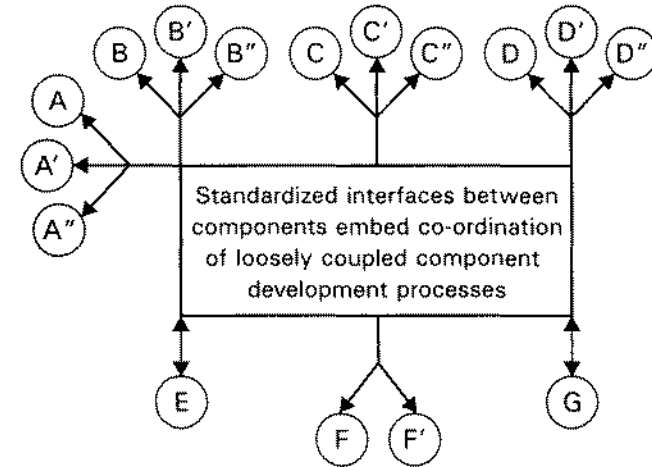 B B′ B″ C C′ C″ D D′ D″
A
A′
A″
Standardized interfaces between
components embed co-ordination
of loosely coupled component
development processes
E F F′ G